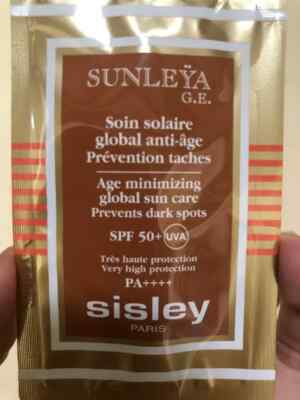 SUNLEŸA
G.E.
Soin solaire
global anti-âge
Prévention taches
Age minimizing
global sun care
Prevents dark spots
SPF 50+ UVA
Très haute protection
Very high protection
PA++++
sisley
PARIS